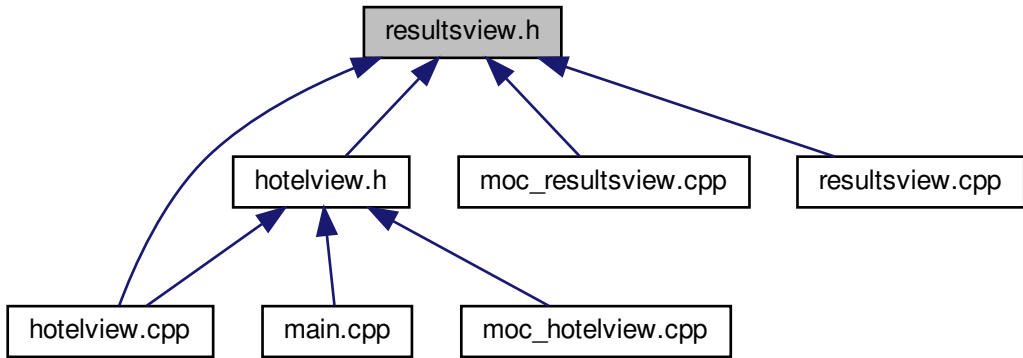 resultsview.h
hotelview.h
moc_resultsview.cpp
resultsview.cpp
hotelview.cpp
main.cpp
moc_hotelview.cpp